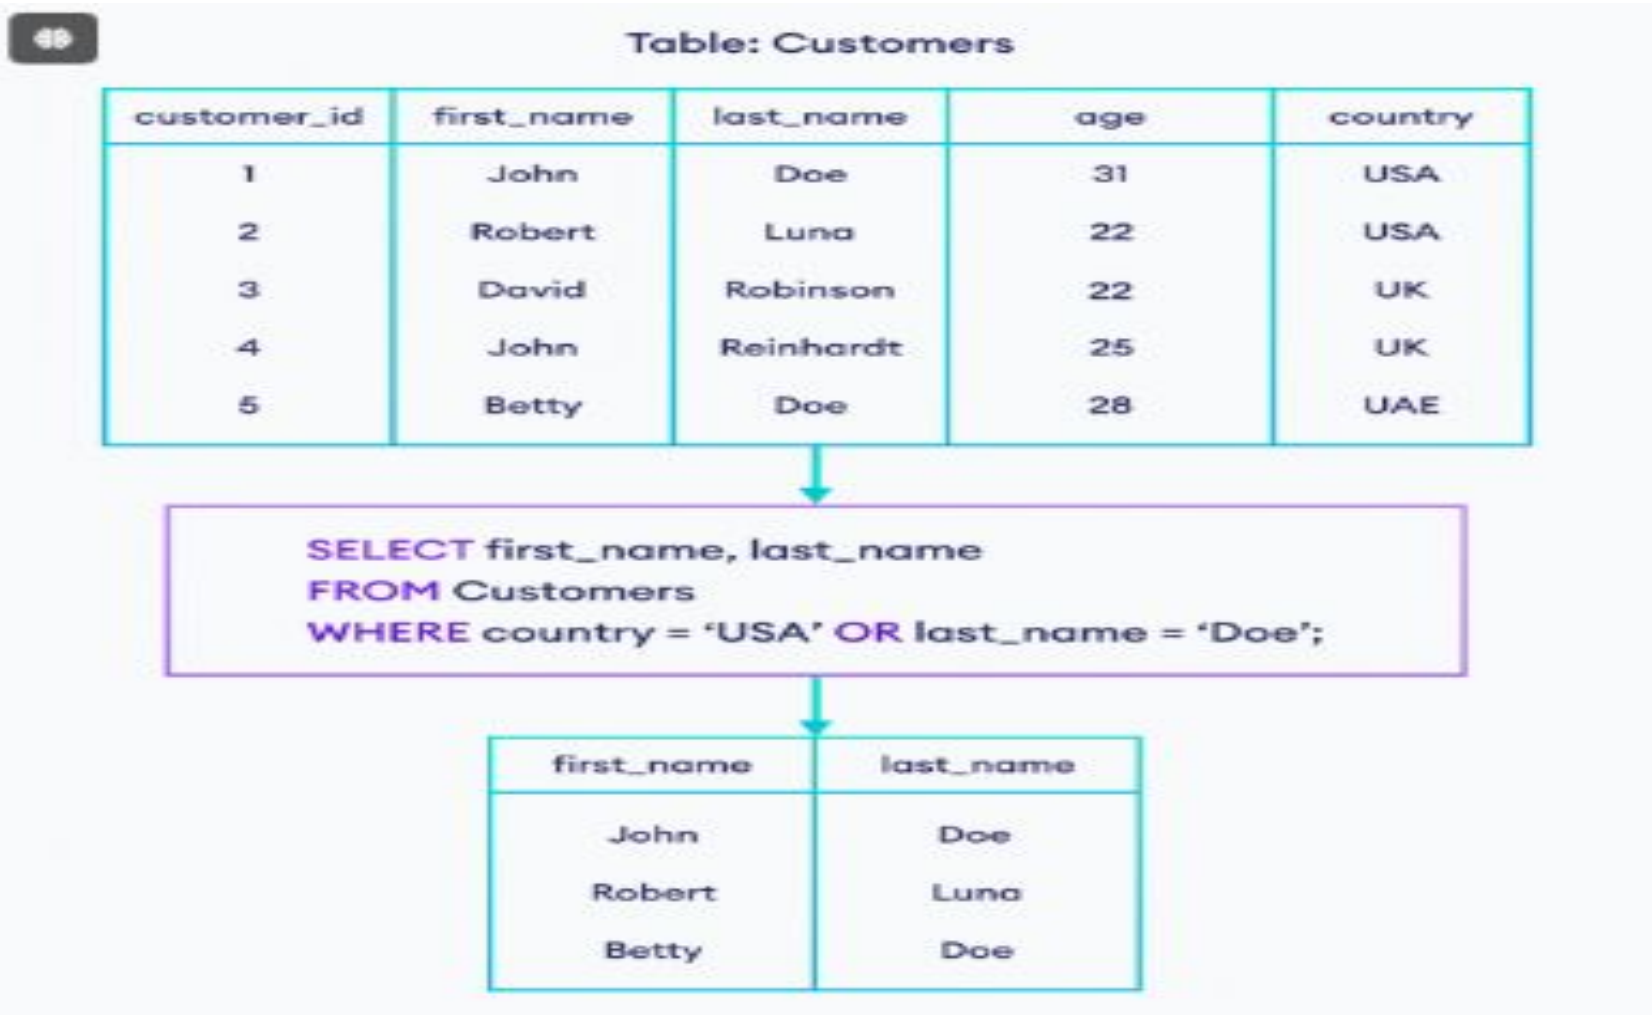 Table: Customers
customer_id first_name last_name age country
1 John Doe 31 USA
2 Robert Luna 22 USA
3 David Robinson 22 UK
4 John Reinhardt 25 UK
5 Betty Doe 28 UAE
SELECT first_name, last_name
FROM Customers
WHERE country = ‘USA’ OR last_name = ‘Doe’;
first_name last_name
John Doe
Robert Luna
Betty Doe